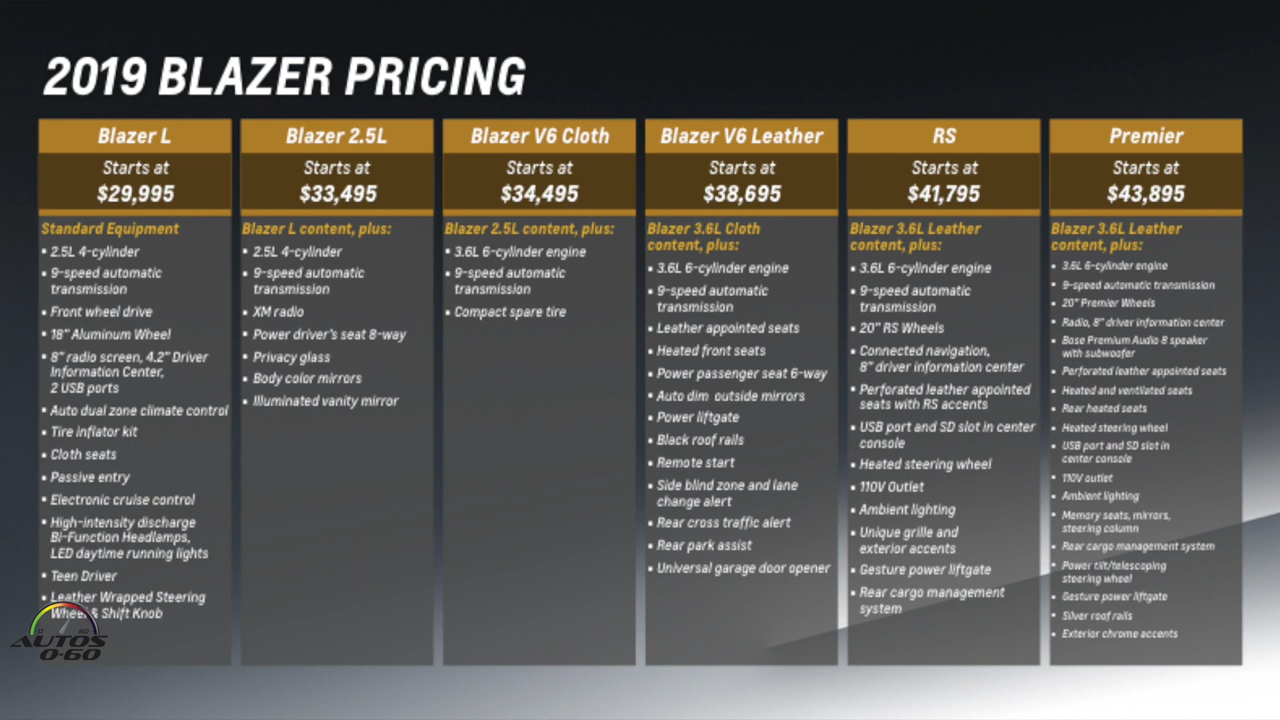 2019 BLAZER PRICING
Blazer L
Starts at
$29,995
Standard Equipment
▪ 2.5L 4-cylinder
▪ 9-speed automatic
transmission
▪ Front wheel drive
▪ 18" Aluminum Wheel
▪ 8" radio screen, 4.2" Driver
Information Center,
2 USB ports
▪ Auto dual zone climate control
▪ Tire inflator kit
▪ Cloth seats
▪ Passive entry
▪ Electronic cruise control
▪ High-intensity discharge
Bi-Function Headlamps,
LED daytime running lights
▪ Teen Driver
▪ Leather Wrapped Steering
Wheel & Shift Knob
Blazer 2.5L
Starts at
$33,495
Blazer L content, plus:
▪ 2.5L 4-cylinder
▪ 9-speed automatic
transmission
▪ XM radio
▪ Power driver's seat 8-way
▪ Privacy glass
▪ Body color mirrors
▪ Illuminated vanity mirror
Blazer V6 Cloth
Starts at
$34,495
Blazer 2.5L content, plus:
▪ 3.6L 6-cylinder engine
▪ 9-speed automatic
transmission
▪ Compact spare tire
Blazer V6 Leather
Starts at
$38,695
Blazer 3.6L Cloth
content, plus:
▪ 3.6L 6-cylinder engine
▪ 9-speed automatic
transmission
▪ Leather appointed seats
▪ Heated front seats
▪ Power passenger seat 6-way
▪ Auto dim outside mirrors
▪ Power liftgate
▪ Black roof rails
▪ Remote start
▪ Side blind zone and lane
change alert
▪ Rear cross traffic alert
▪ Rear park assist
▪ Universal garage door opener
RS
Starts at
$41,795
Blazer 3.6L Leather
content, plus:
▪ 3.6L 6-cylinder engine
▪ 9-speed automatic
transmission
▪ 20" RS Wheels
▪ Connected navigation,
8" driver information center
▪ Perforated leather appointed
seats with RS accents
▪ USB port and SD slot in center
console
▪ Heated steering wheel
▪ 110V Outlet
▪ Ambient lighting
▪ Unique grille and
exterior accents
▪ Gesture power liftgate
▪ Rear cargo management
system
Premier
Starts at
$43,895
Blazer 3.6L Leather
content, plus:
▪ 3.6L 6-cylinder engine
▪ 9-speed automatic transmission
▪ 20" Premier Wheels
▪ Radio, 8" driver information center
▪ Bose Premium Audio 8 speaker
with subwoofer
▪ Perforated leather appointed seats
▪ Heated and ventilated seats
▪ Rear heated seats
▪ Heated steering wheel
▪ USB port and SD slot in
center console
▪ 110V outlet
▪ Ambient lighting
▪ Memory seats, mirrors,
steering column
▪ Rear cargo management system
▪ Power tilt/telescoping
steering wheel
▪ Gesture power liftgate
▪ Silver roof rails
▪ Exterior chrome accents
AUTOS
0-60